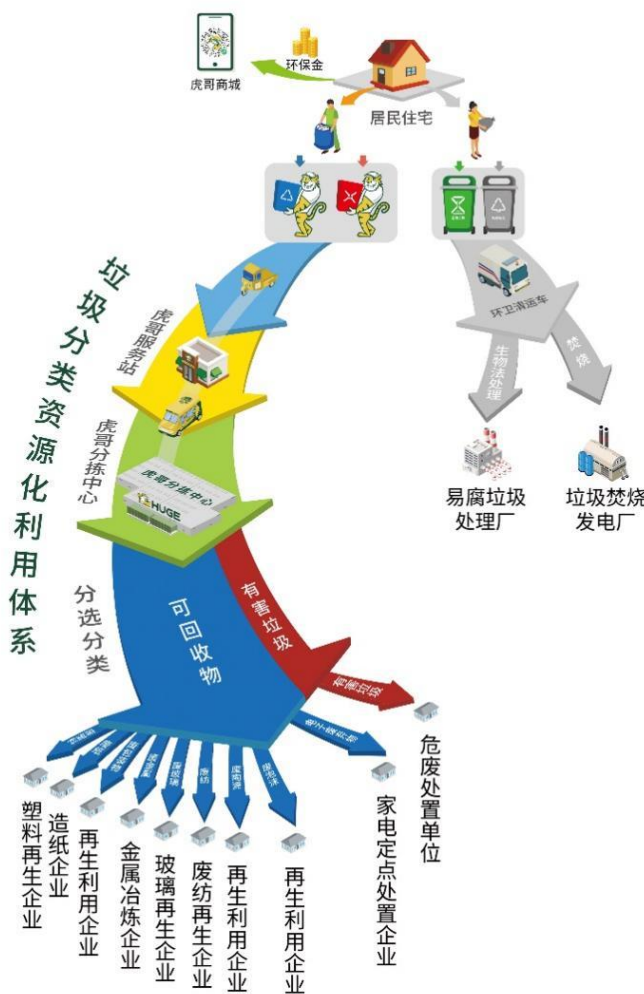 环保金
虎哥商城
居民住宅
垃圾分类资源化利用体系
虎哥服务站
环卫清运车
生物法处理
焚烧
虎哥分拣中心
虎哥分拣中心
HUGE
易腐垃圾
处理厂
垃圾焚烧
发电厂
分选分类
可回收物
有害垃圾
有害垃圾
危废处置单位
家电定点处置企业
塑料再生企业
造纸企业
再生利用企业
金属冶炼企业
玻璃再生企业
废纺再生企业
再生利用企业
再生利用企业
废纺
废泡沫